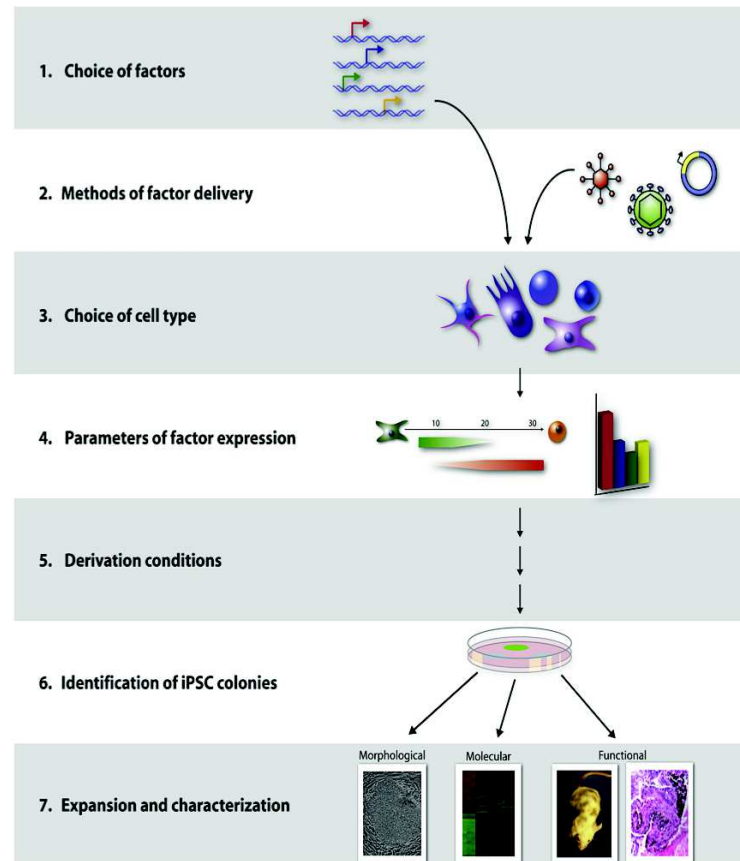 1. Choice of factors
2. Methods of factor delivery
3. Choice of cell type
4. Parameters of factor expression
10 20 30
5. Derivation conditions
6. Identification of iPSC colonies
Morphological Molecular Functional
7. Expansion and characterization